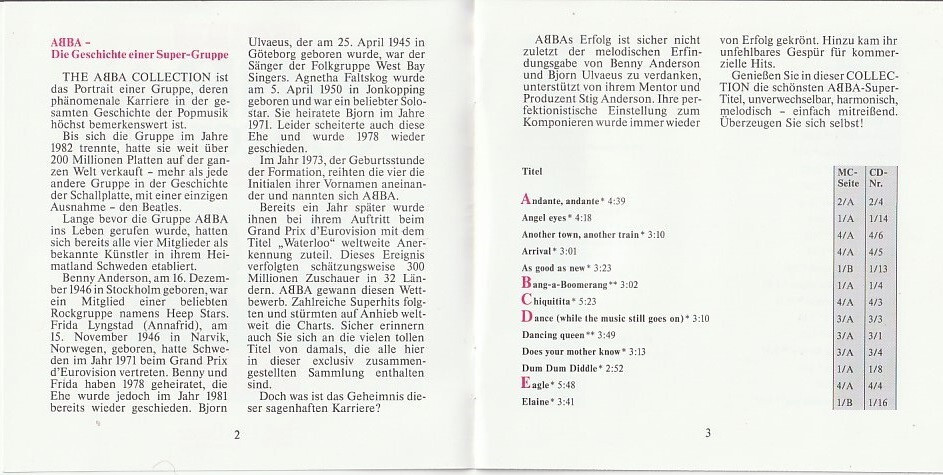 AᗺBA –
Die Geschichte einer Super-Gruppe
THE AᗺBA COLLECTION ist
das Portrait einer Gruppe, deren
phänomenale Karriere in der ge-
samten Geschichte der Popmusik
höchst bemerkenswert ist.
Bis sich die Gruppe im Jahre
1982 trennte, hatte sie weit über
200 Millionen Platten auf der gan-
zen Welt verkauft – mehr als jede
andere Gruppe in der Geschichte
der Schallplatte, mit einer einzigen
Ausnahme – den Beatles.
Lange bevor die Gruppe AᗺBA
ins Leben gerufen wurde, hatten
sich bereits alle vier Mitglieder als
bekannte Künstler in ihrem Hei-
matland Schweden etabliert.
Benny Anderson, am 16. Dezem-
ber 1946 in Stockholm geboren, war
ein Mitglied einer beliebten
Rockgruppe namens Heep Stars.
Frida Lyngstad (Annafrid), am
15. November 1946 in Narvik,
Norwegen, geboren, hatte Schwe-
den im Jahr 1971 beim Grand Prix
d'Eurovision vertreten. Benny und
Frida haben 1978 geheiratet, die
Ehe wurde jedoch im Jahr 1981
bereits wieder geschieden. Bjorn
Ulvaeus, der am 25. April 1945 in
Göteborg geboren wurde, war der
Sänger der Folkgruppe West Bay
Singers. Agnetha Faltskog wurde
am 5. April 1950 in Jonkopping
geboren und war ein beliebter Solo-
star. Sie heiratete Bjorn im Jahre
1971. Leider scheiterte auch diese
Ehe und wurde 1978 wieder
geschieden.
Im Jahr 1973, der Geburtsstunde
der Formation, reihten die vier die
Initialen ihrer Vornamen aneinan-
der und nannten sich AᗺBA.
Bereits ein Jahr später wurde
ihnen bei ihrem Auftritt beim
Grand Prix d'Eurovision mit dem
Titel „Waterloo" weltweite Aner-
kennung zuteil. Dieses Ereignis
verfolgten schätzungsweise 300
Millionen Zuschauer in 32 Län-
dern. AᗺBA gewann diesen Wett-
bewerb. Zahlreiche Superhits folg-
ten und stürmten auf Anhieb welt-
weit die Charts. Sicher erinnern
auch Sie sich an die vielen tollen
Titel von damals, die alle hier
in dieser exclusiv zusammen-
gestellten Sammlung enthalten
sind.
Doch was ist das Geheimnis die-
ser sagenhaften Karriere?
2
AᗺBAs Erfolg ist sicher nicht
zuletzt der melodischen Erfin-
dungsgabe von Benny Anderson
und Bjorn Ulvaeus zu verdanken,
unterstützt von ihrem Mentor und
Produzent Stig Anderson. Ihre per-
fektionistische Einstellung zum
Komponieren wurde immer wieder
von Erfolg gekrönt. Hinzu kam ihr
unfehlbares Gespür für kommer-
zielle Hits.
Genießen Sie in dieser COLLEC-
TION die schönsten AᗺBA-Super-
Titel, unverwechselbar, harmonisch,
melodisch – einfach mitreißend.
Überzeugen Sie sich selbst!
Titel MC-Seite CD-Nr.
Andante, andante* 4:39 2/A 2/4
Angel eyes* 4:18 1/A 1/14
Another town, another train* 3:10 4/A 4/6
Arrival* 3:01 4/A 4/5
As good as new* 3:23 1/B 1/13
Bang-a-Boomerang** 3:02 1/A 1/4
Chiquitita* 5:23 4/A 4/3
Dance (while the music still goes on)* 3:10 3/A 3/3
Dancing queen** 3:49 3/A 3/1
Does your mother know* 3:13 3/A 3/4
Dum Dum Diddle* 2:52 1/A 1/8
Eagle* 5:48 4/A 4/4
Elaine* 3:41 1/B 1/16
3